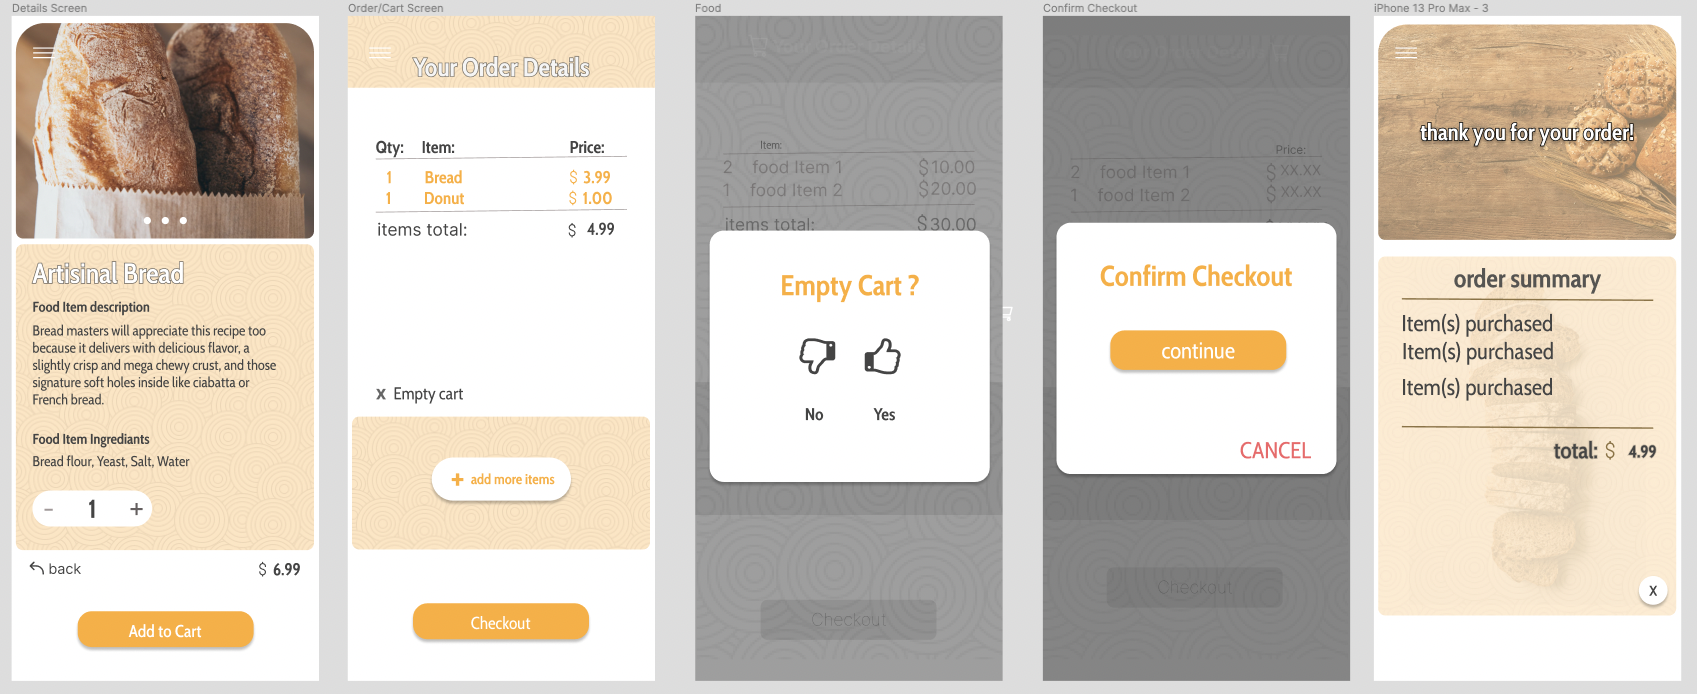 Details Screen
Artisinal Bread
Food Item description
Bread masters will appreciate this recipe too
because it delivers with delicious flavor, a
slightly crisp and mega chewy crust, and those
signature soft holes inside like ciabatta or
French bread.
Food Item Ingrediants
Bread flour, Yeast, Salt, Water
- 1 +
back $ 6.99
Add to Cart
Order/Cart Screen
Your Order Details
Qty: Item: Price:
1 Bread $ 3.99
1 Donut $ 1.00
items total: $ 4.99
x Empty cart
+ add more items
Checkout
Food
Item:
2 food Item 1 $10.00
1 food Item 2 $20.00
items total: $30.00
Empty Cart ?
No Yes
Checkout
Confirm Checkout
Price:
2 food Item 1 $ XX.XX
1 food Item 2 $ XX.XX
Confirm Checkout
continue
CANCEL
Checkout
iPhone 13 Pro Max - 3
thank you for your order!
order summary
Item(s) purchased
Item(s) purchased
Item(s) purchased
total: $ 4.99
X